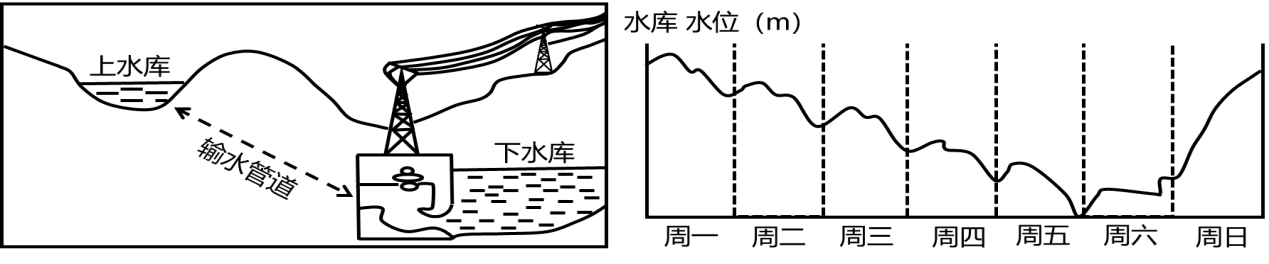 上水库
输水管道
下水库
水库 水位（m）
周一 周二 周三 周四 周五 周六 周日